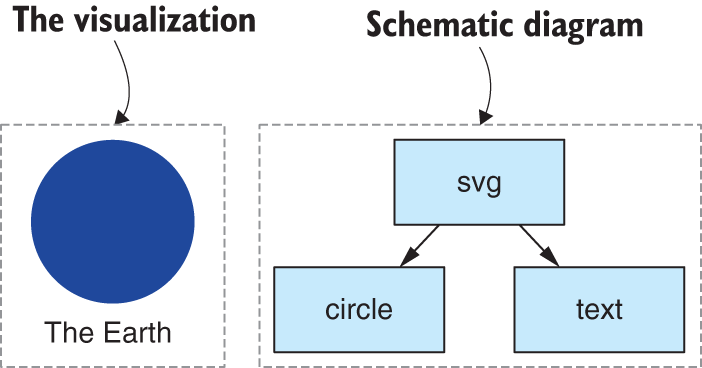 The visualization
Schematic diagram
The Earth
svg
circle
text